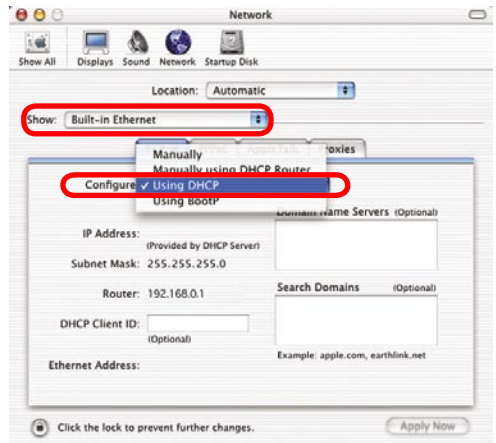 Network
Show All Displays Sound Network Startup Disk
Location: Automatic
Show: Built-in Ethernet
Proxies
Manually
Manually using DHCP Router
Configure ✓ Using DHCP
Using BootP
Domain Name Servers (Optional)
IP Address:
(Provided by DHCP Server)
Subnet Mask: 255.255.255.0
Router: 192.168.0.1
Search Domains (Optional)
DHCP Client ID:
(Optional)
Example: apple.com, earthlink.net
Ethernet Address:
Click the lock to prevent further changes.
Apply Now